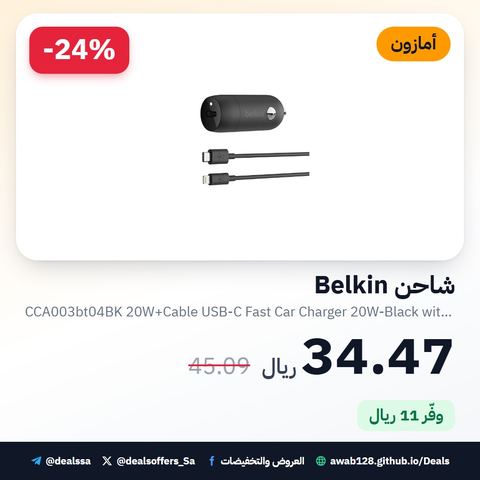 -24%
أمازون
belkin
شاحن Belkin
CCA003bt04BK 20W+Cable USB-C Fast Car Charger 20W-Black wit...
34.47 ريال 45.09
وفّر 11 ريال
@dealssa @dealsoffers_Sa العروض والتخفيضات awab128.github.io/Deals